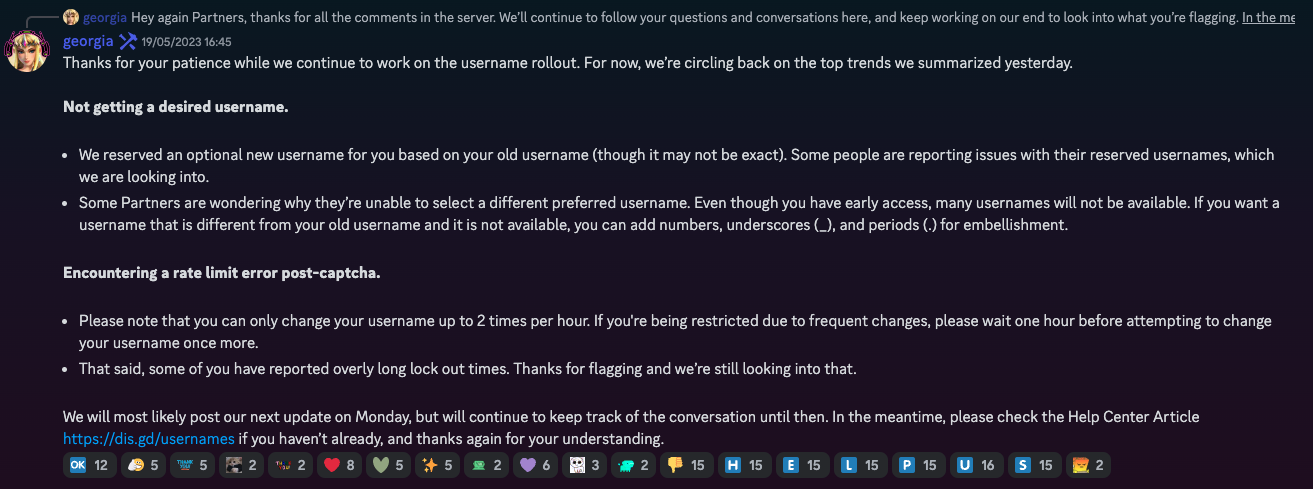 georgia Hey again Partners, thanks for all the comments in the server. We'll continue to follow your questions and conversations here, and keep working on our end to look into what you're flagging. In the me
georgia 19/05/2023 16:45
Thanks for your patience while we continue to work on the username rollout. For now, we're circling back on the top trends we summarized yesterday.
Not getting a desired username.
• We reserved an optional new username for you based on your old username (though it may not be exact). Some people are reporting issues with their reserved usernames, which
we are looking into.
• Some Partners are wondering why they're unable to select a different preferred username. Even though you have early access, many usernames will not be available. If you want a
username that is different from your old username and it is not available, you can add numbers, underscores (_), and periods (.) for embellishment.
Encountering a rate limit error post-captcha.
• Please note that you can only change your username up to 2 times per hour. If you're being restricted due to frequent changes, please wait one hour before attempting to change
your username once more.
• That said, some of you have reported overly long lock out times. Thanks for flagging and we're still looking into that.
We will most likely post our next update on Monday, but will continue to keep track of the conversation until then. In the meantime, please check the Help Center Article
https://dis.gd/usernames if you haven't already, and thanks again for your understanding.
OK 12 5 THANK YOU 5 2 2 8 5 5 2 6 3 2 15 H 15 E 15 L 15 P 15 U 16 S 15 2